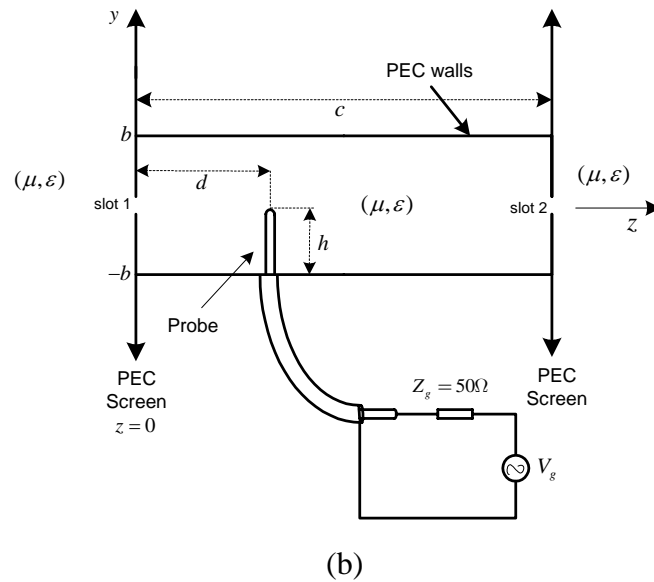 y
PEC walls
c
b
(μ, ε)
d
(μ, ε)
(μ, ε)
slot 1
slot 2
z
h
−b
Probe
PEC
Screen
z = 0
PEC
Screen
Z_g = 50Ω
V_g
(b)